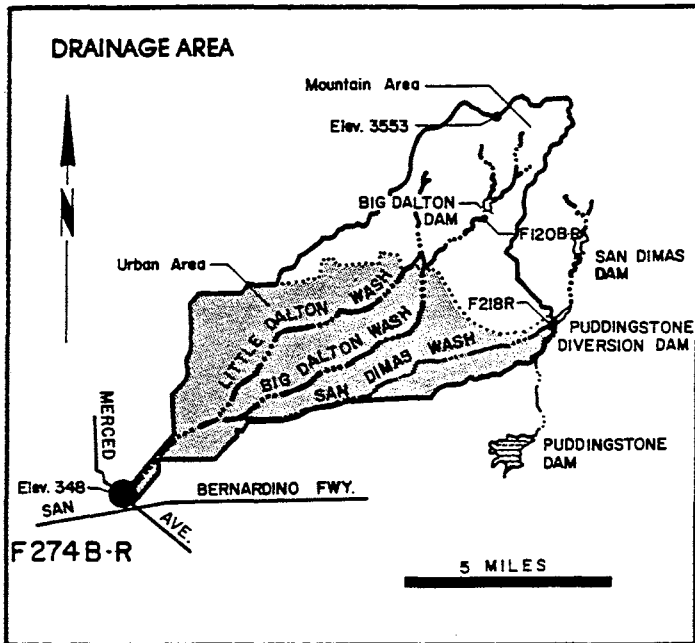 DRAINAGE AREA
Mountain Area
Elev. 3553
N
BIG DALTON
DAM
F120B-R
SAN DIMAS
DAM
Urban Area
F218R
LITTLE DALTON WASH
PUDDINGSTONE
DIVERSION DAM
BIG DALTON WASH
SAN DIMAS WASH
MERCED
AVE.
PUDDINGSTONE
DAM
Elev. 348
SAN BERNARDINO FWY.
F274B-R
5 MILES